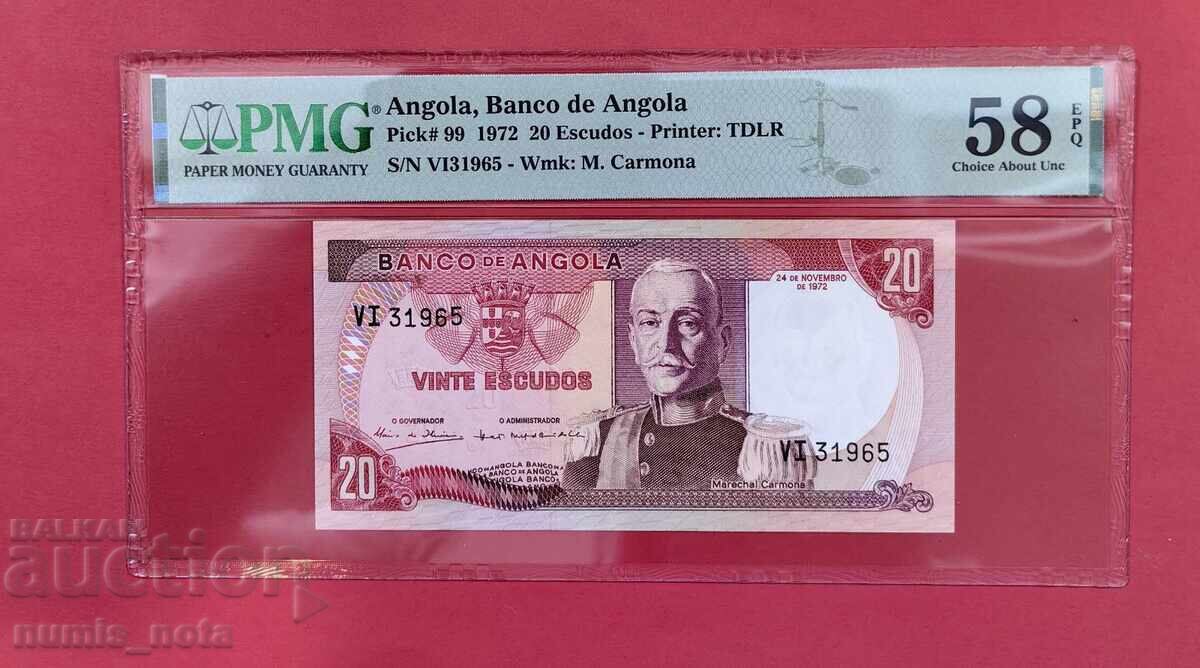 PMG®
PAPER MONEY GUARANTY
Angola, Banco de Angola
Pick# 99 1972 20 Escudos - Printer: TDLR
S/N VI31965 - Wmk: M. Carmona
58
EPQ
Choice About Unc
BANCO DE ANGOLA
24 DE NOVEMBRO
DE 1972
20
VI 31965
VINTE ESCUDOS
O GOVERNADOR
O ADMINISTRADOR
VI 31965
20
Marechal Carmona
BALKAN
auction
numis_nota